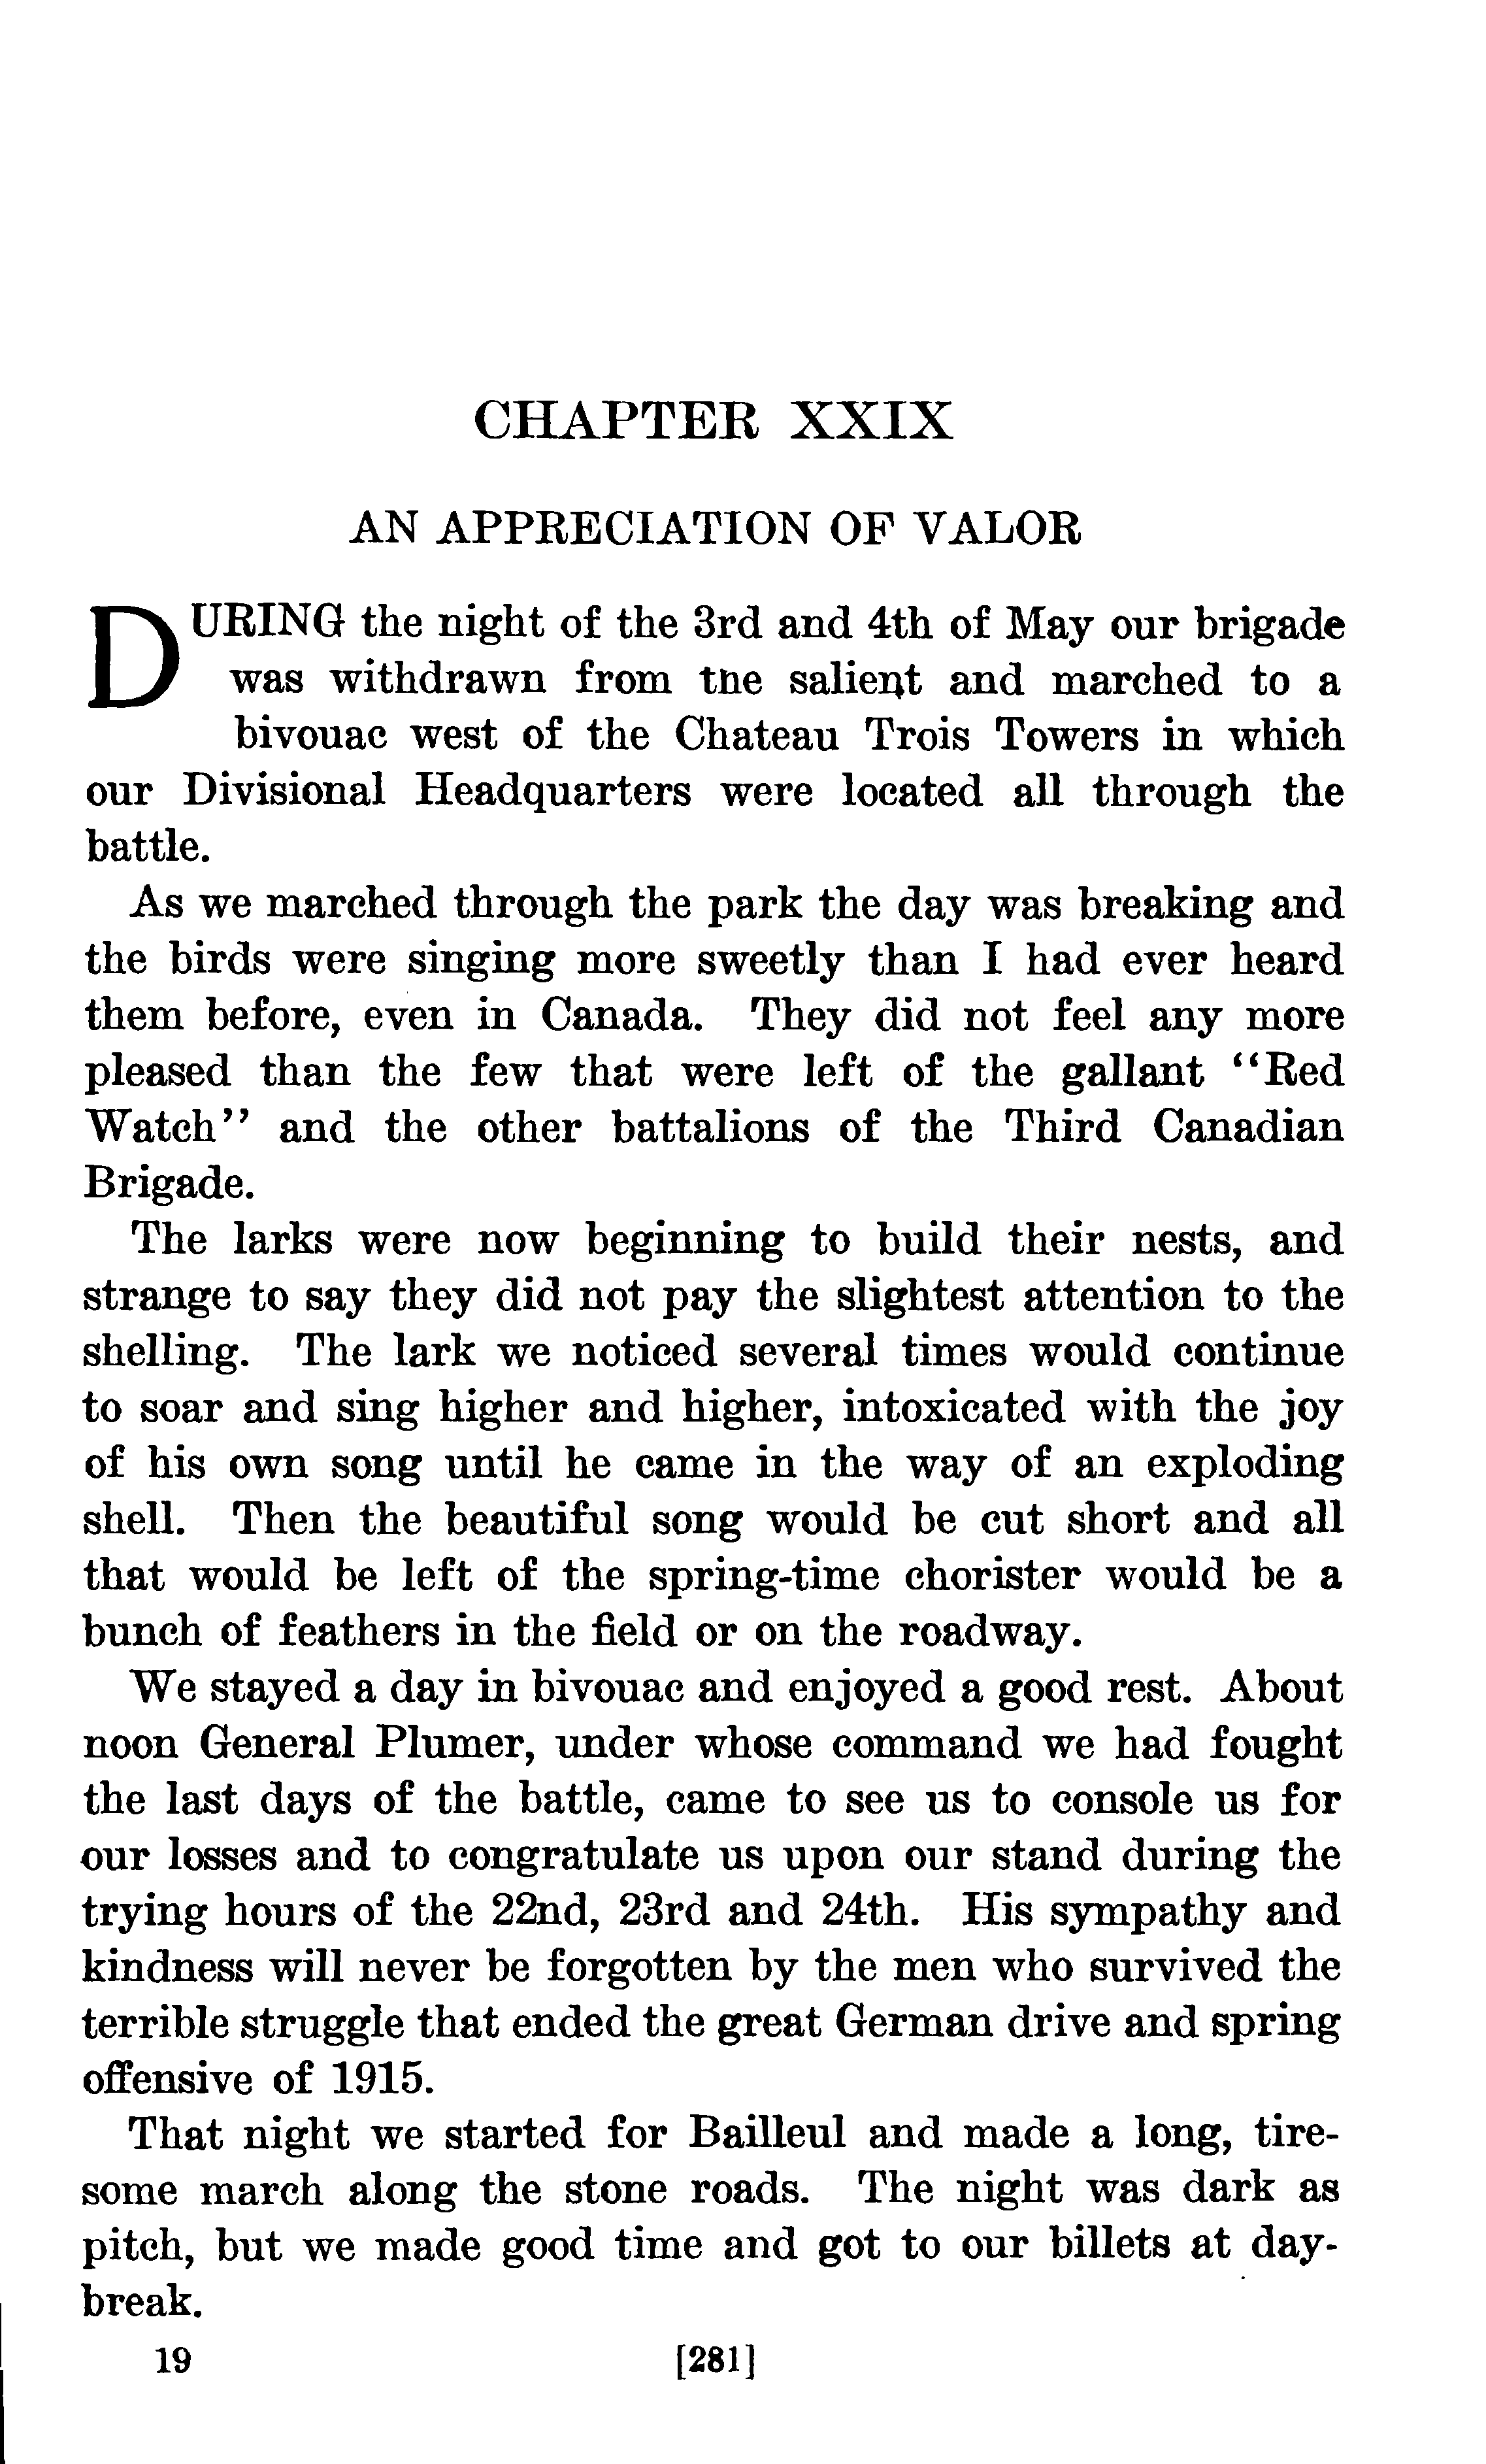 CHAPTER XXIX
AN APPRECIATION OF VALOR
DURING the night of the 3rd and 4th of May our brigade
was withdrawn from the salient and marched to a
bivouac west of the Chateau Trois Towers in which
our Divisional Headquarters were located all through the
battle.
As we marched through the park the day was breaking and
the birds were singing more sweetly than I had ever heard
them before, even in Canada. They did not feel any more
pleased than the few that were left of the gallant "Red
Watch" and the other battalions of the Third Canadian
Brigade.
The larks were now beginning to build their nests, and
strange to say they did not pay the slightest attention to the
shelling. The lark we noticed several times would continue
to soar and sing higher and higher, intoxicated with the joy
of his own song until he came in the way of an exploding
shell. Then the beautiful song would be cut short and all
that would be left of the spring-time chorister would be a
bunch of feathers in the field or on the roadway.
We stayed a day in bivouac and enjoyed a good rest. About
noon General Plumer, under whose command we had fought
the last days of the battle, came to see us to console us for
our losses and to congratulate us upon our stand during the
trying hours of the 22nd, 23rd and 24th. His sympathy and
kindness will never be forgotten by the men who survived the
terrible struggle that ended the great German drive and spring
offensive of 1915.
That night we started for Bailleul and made a long, tire-
some march along the stone roads. The night was dark as
pitch, but we made good time and got to our billets at day-
break.
19 [281]